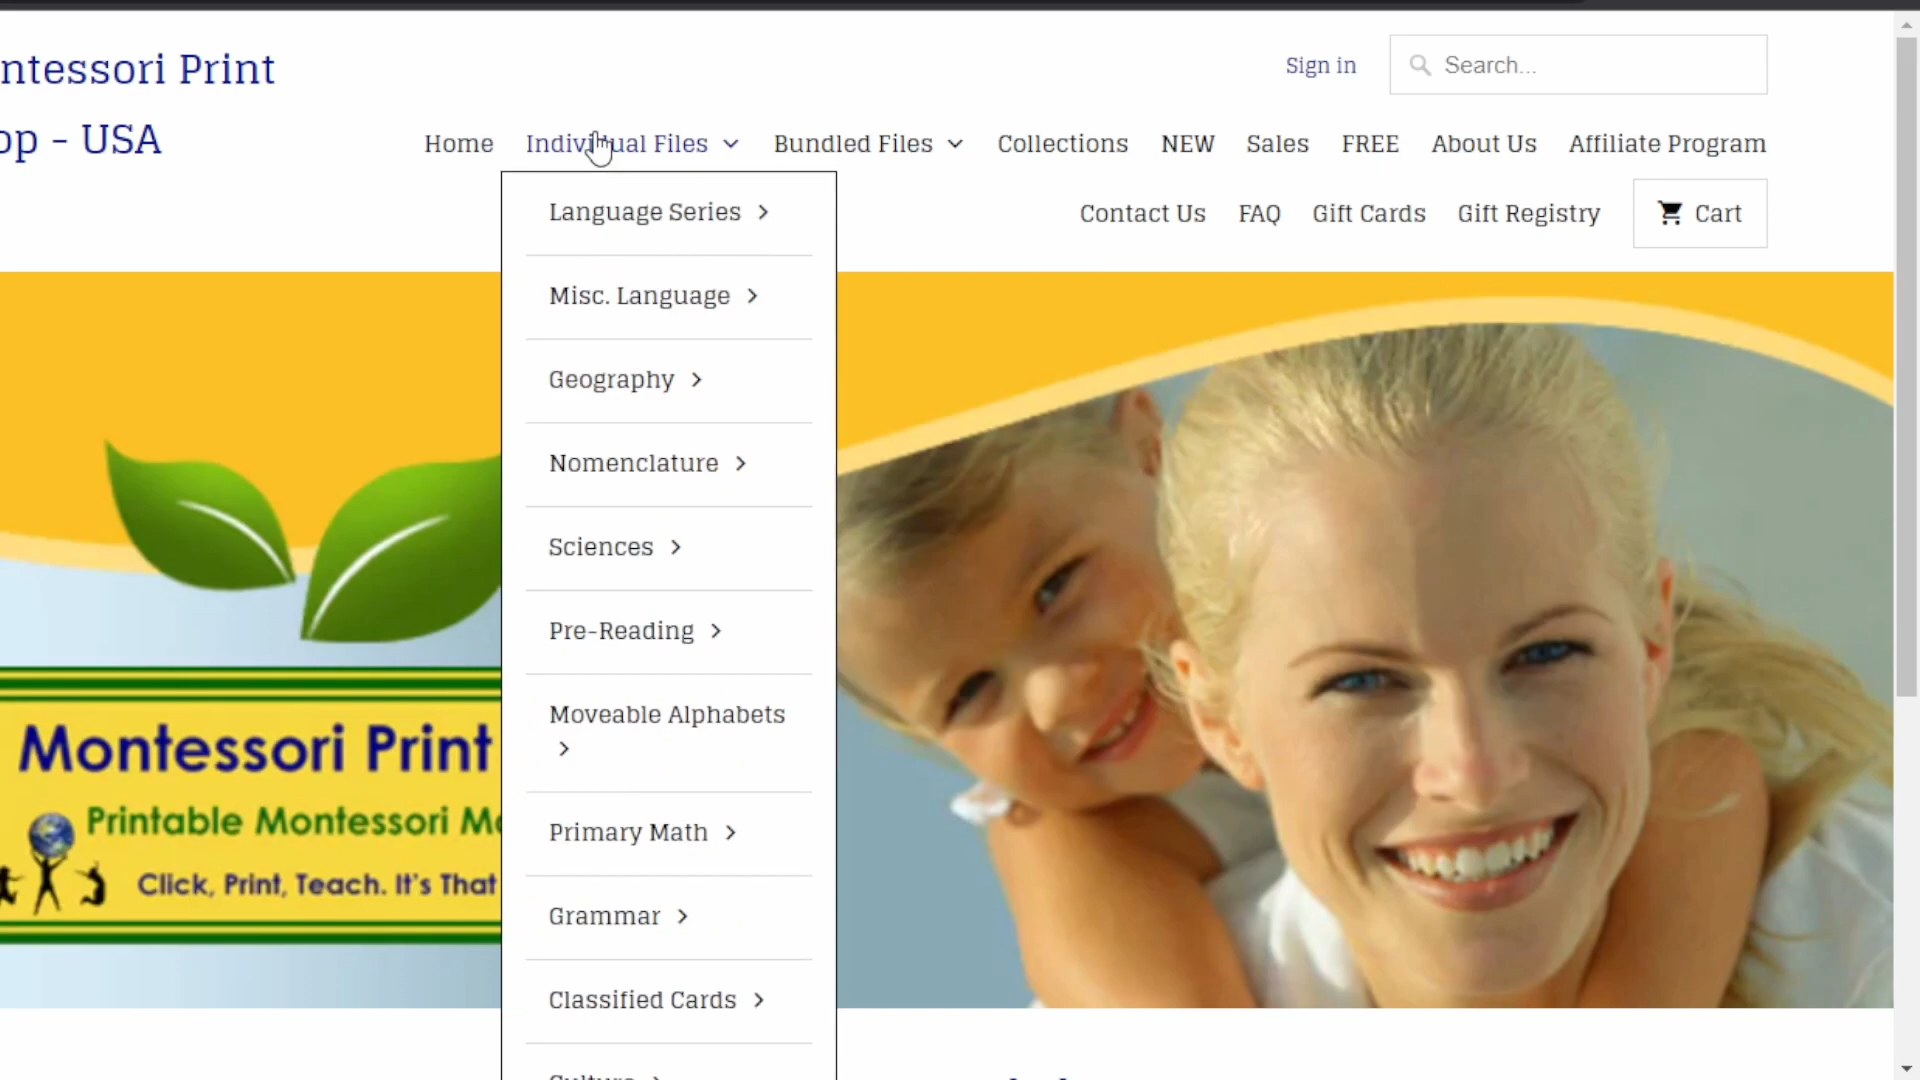 ntessori Print
op - USA
Sign in
Search...
Home Individual Files Bundled Files Collections NEW Sales FREE About Us Affiliate Program
Contact Us FAQ Gift Cards Gift Registry Cart
Language Series
Misc. Language
Geography
Nomenclature
Sciences
Pre-Reading
Moveable Alphabets
Primary Math
Grammar
Classified Cards
Montessori Print
Printable Montessori M
Click, Print, Teach. It's That